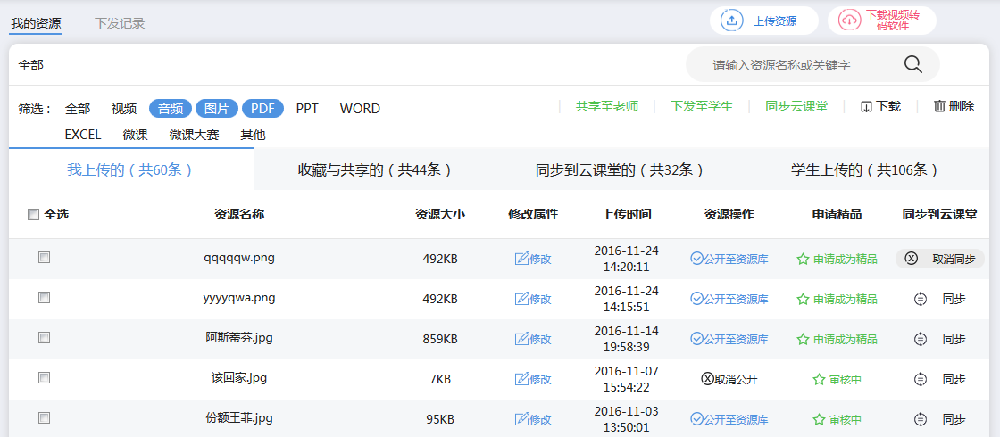 我的资源 下发记录 上传资源 下载视频转
码软件
全部 请输入资源名称或关键字
筛选： 全部 视频 音频 图片 PDF PPT WORD 共享至老师 下发至学生 同步云课堂 下载 删除
EXCEL 微课 微课大赛 其他
我上传的（共60条） 收藏与共享的（共44条） 同步到云课堂的（共32条） 学生上传的（共106条）
全选 资源名称 资源大小 修改属性 上传时间 资源操作 申请精品 同步到云课堂
qqqqqw.png 492KB 修改 2016-11-24
14:20:11 公开至资源库 申请成为精品 取消同步
yyyyqwa.png 492KB 修改 2016-11-24
14:15:51 公开至资源库 申请成为精品 同步
阿斯蒂芬.jpg 859KB 修改 2016-11-14
19:58:39 公开至资源库 申请成为精品 同步
该回家.jpg 7KB 修改 2016-11-07
15:54:22 取消公开 审核中 同步
份额王菲.jpg 95KB 修改 2016-11-03
13:50:01 公开至资源库 审核中 同步